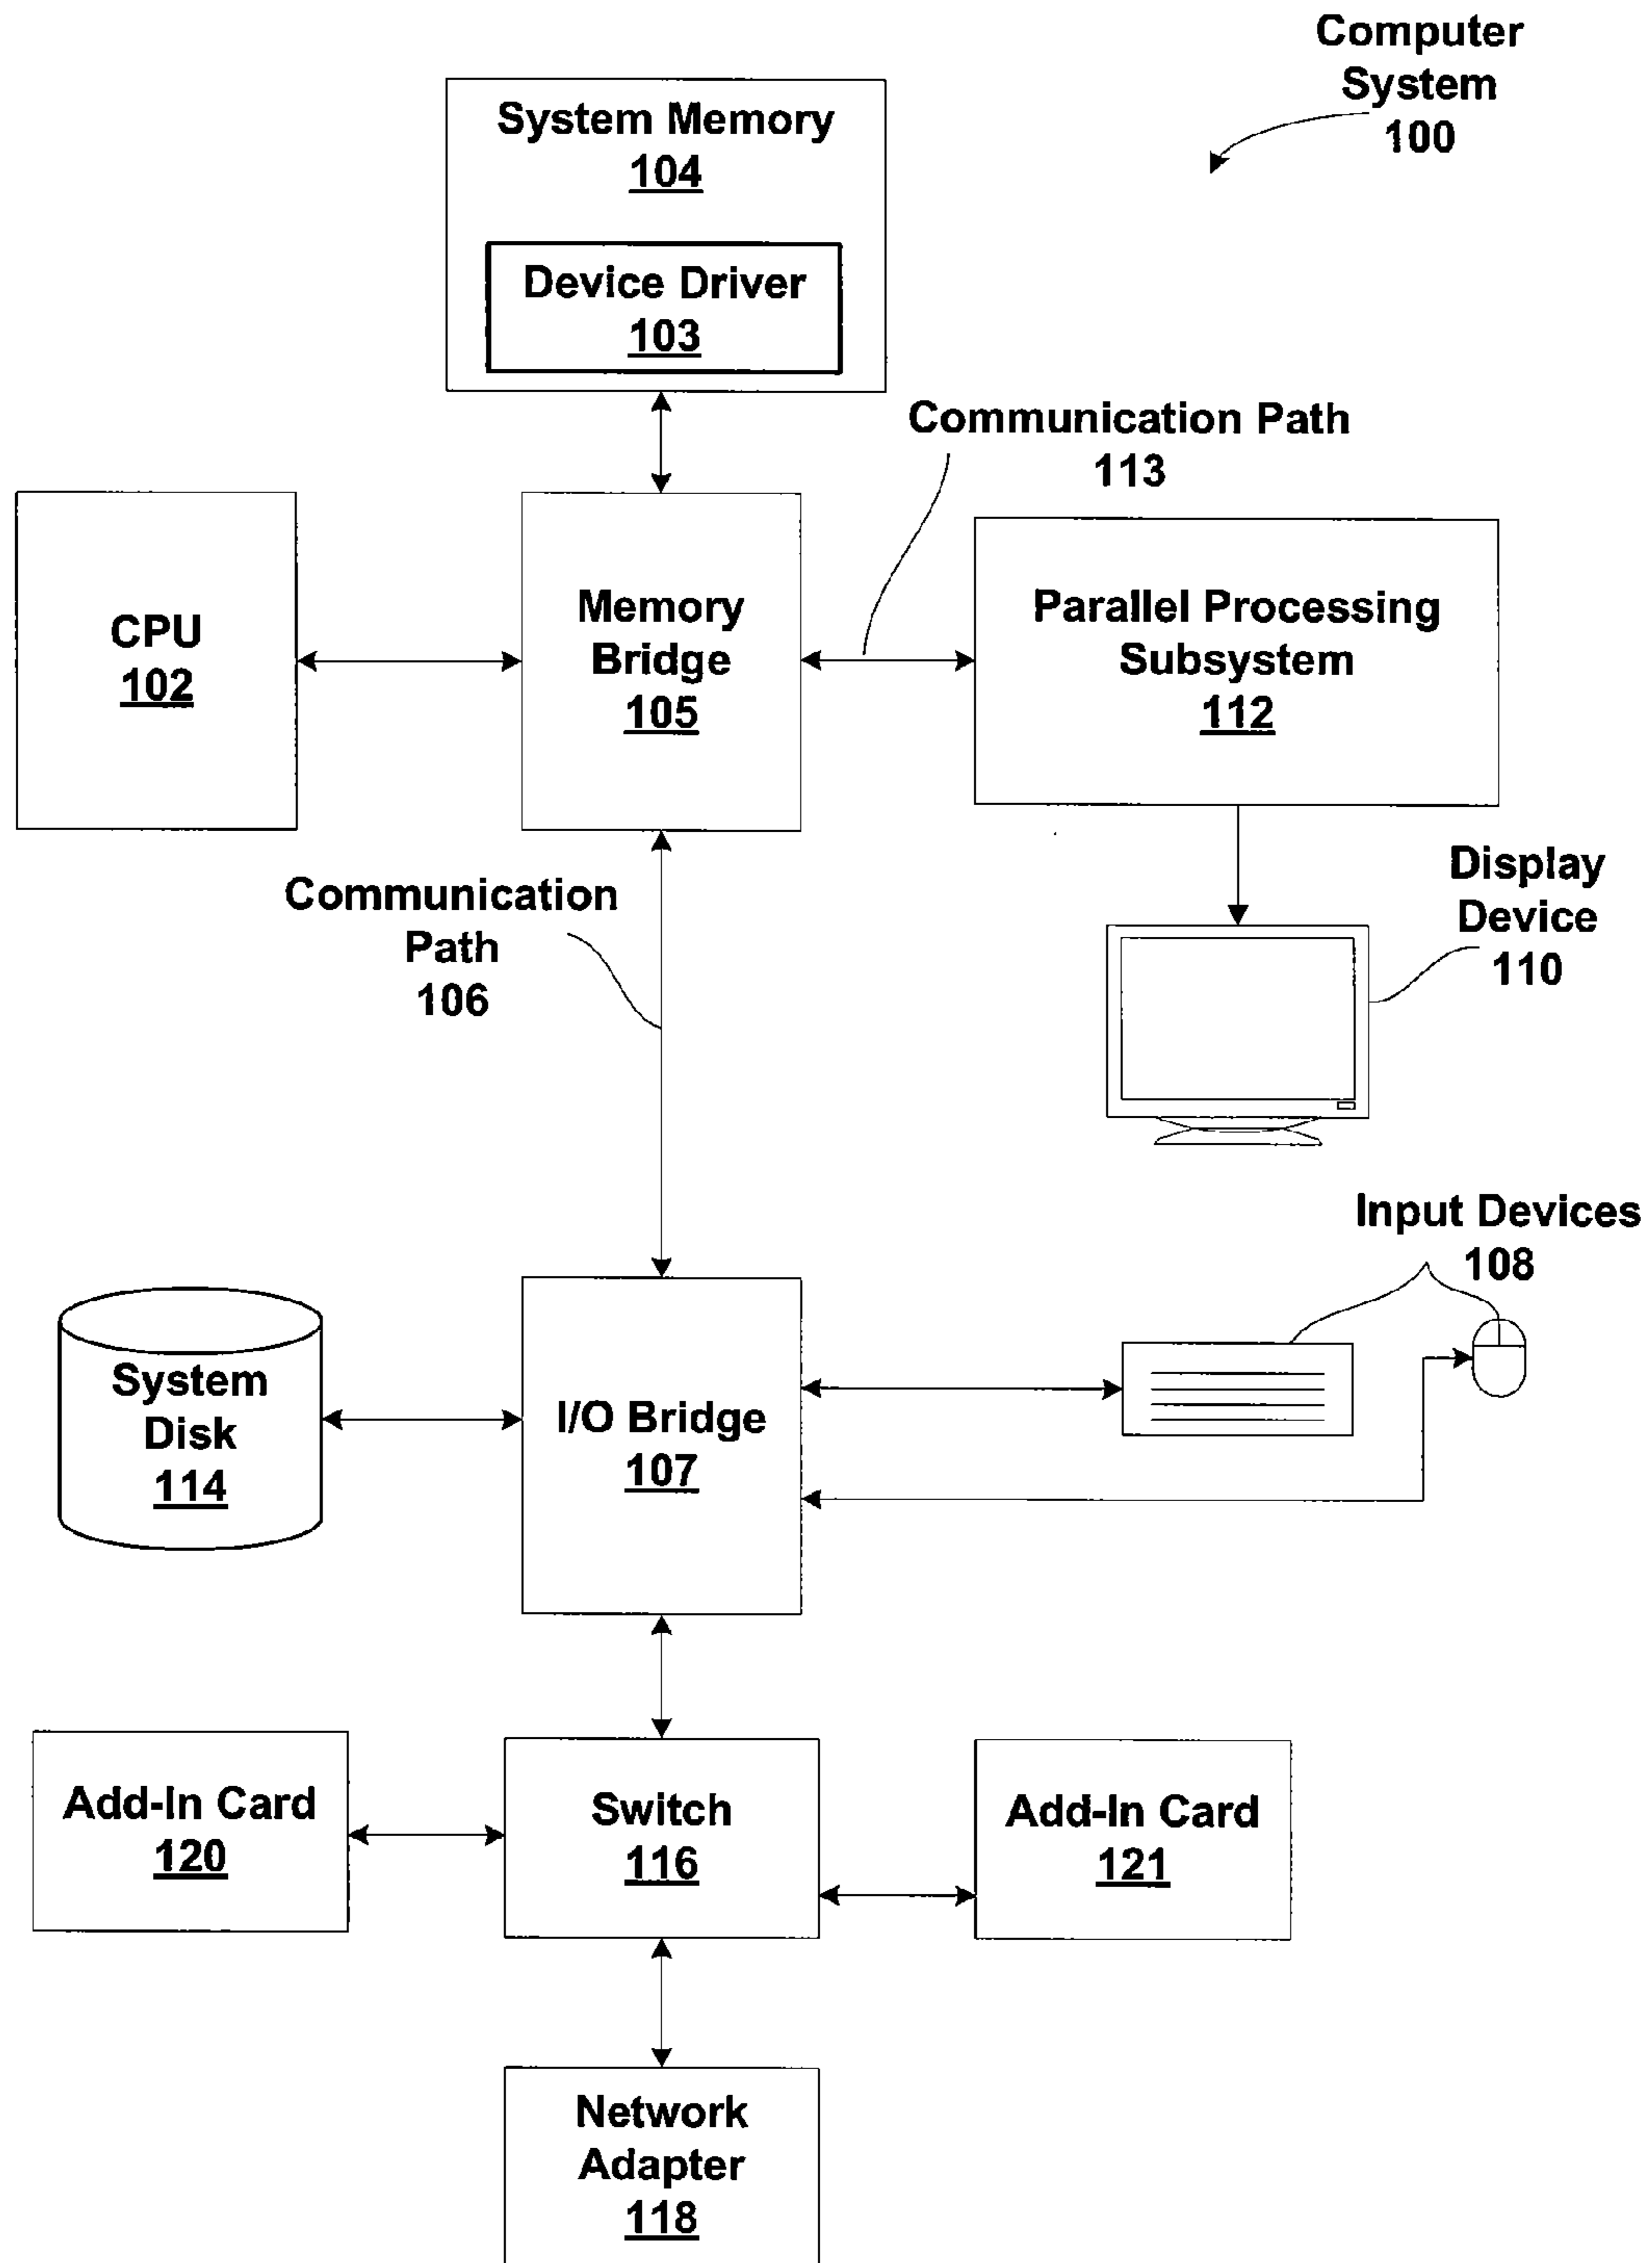 Computer
System
100
System Memory
104
Device Driver
103
Communication Path
113
CPU
102
Memory
Bridge
105
Parallel Processing
Subsystem
112
Communication
Path
106
Display
Device
110
Input Devices
108
System
Disk
114
I/O Bridge
107
Add-In Card
120
Switch
116
Add-In Card
121
Network
Adapter
118